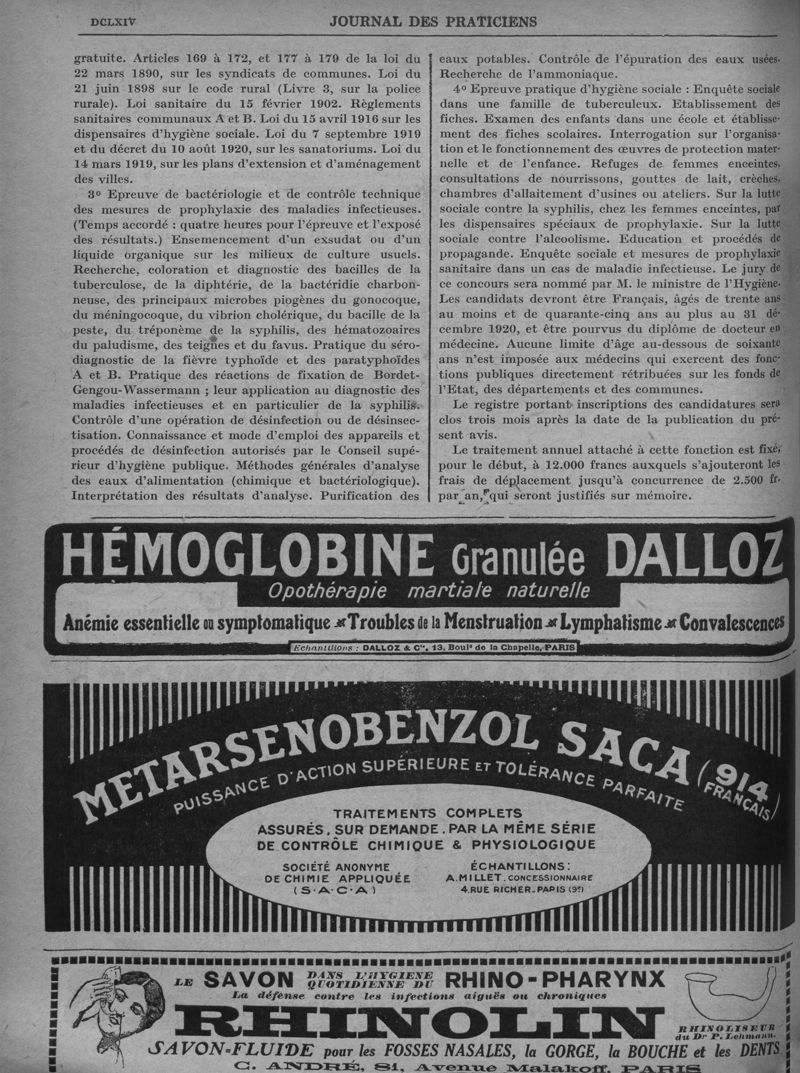 DCLXIV
JOURNAL DES PRATICIENS
gratuite. Articles 169 à 172, et 177 à 179 de la loi du
22 mars 1890, sur les syndicats de communes. Loi du
21 juin 1898 sur le code rural (Livre 3, sur la police
rurale). Loi sanitaire du 15 février 1902. Règlements
sanitaires communaux A et B. Loi du 15 avril 1916 sur les
dispensaires d'hygiène sociale. Loi du 7 septembre 1919
et du décret du 10 août 1920, sur les sanatoriums. Loi du
14 mars 1919, sur les plans d'extension et d'aménagement
des villes.
3º Epreuve de bactériologie et de contrôle technique
des mesures de prophylaxie des maladies infectieuses.
(Temps accordé : quatre heures pour l'épreuve et l'exposé
des résultats.) Ensemencement d'un exsudat ou d'un
liquide organique sur les milieux de culture usuels.
Recherche, coloration et diagnostic des bacilles de la
tuberculose, de la diphtérie, de la bactéridie charbon-
neuse, des principaux microbes piogènes du gonocoque,
du méningocoque, du vibrion cholérique, du bacille de la
peste, du tréponème de la syphilis, des hématozoaires
du paludisme, des teignes et du favus. Pratique du séro-
diagnostic de la fièvre typhoïde et des paratyphoïdes
A et B. Pratique des réactions de fixation de Bordet-
Gengou-Wassermann ; leur application au diagnostic des
maladies infectieuses et en particulier de la syphilis.
Contrôle d'une opération de désinfection ou de désinsec-
tisation. Connaissance et mode d'emploi des appareils et
procédés de désinfection autorisés par le Conseil supé-
rieur d'hygiène publique. Méthodes générales d'analyse
des eaux d'alimentation (chimique et bactériologique).
Interprétation des résultats d'analyse. Purification des
eaux potables. Contrôle de l'épuration des eaux usées.
Recherche de l'ammoniaque.
4º Epreuve pratique d'hygiène sociale : Enquête sociale
dans une famille de tuberculeux. Etablissement des
fiches. Examen des enfants dans une école et établisse-
ment des fiches scolaires. Interrogation sur l'organisa-
tion et le fonctionnement des œuvres de protection mater-
nelle et de l'enfance. Refuges de femmes enceintes,
consultations de nourrissons, gouttes de lait, crèches,
chambres d'allaitement d'usines ou ateliers. Sur la lutte
sociale contre la syphilis, chez les femmes enceintes, par
les dispensaires spéciaux de prophylaxie. Sur la lutte
sociale contre l'alcoolisme. Education et procédés de
propagande. Enquête sociale et mesures de prophylaxie
sanitaire dans un cas de maladie infectieuse. Le jury de
ce concours sera nommé par M. le ministre de l'Hygiène.
Les candidats devront être Français, âgés de trente ans
au moins et de quarante-cinq ans au plus au 31 dé-
cembre 1920, et être pourvus du diplôme de docteur en
médecine. Aucune limite d'âge au-dessous de soixante
ans n'est imposée aux médecins qui exercent des fonc-
tions publiques directement rétribuées sur les fonds de
l'Etat, des départements et des communes.
Le registre portant inscriptions des candidatures sera
clos trois mois après la date de la publication du pré-
sent avis.
Le traitement annuel attaché à cette fonction est fixé,
pour le début, à 12.000 francs auxquels s'ajouteront les
frais de déplacement jusqu'à concurrence de 2.500 fr.
par an, qui seront justifiés sur mémoire.
HÉMOGLOBINE Granulée DALLOZ
Opothérapie martiale naturelle
Anémie essentielle ou symptomatique Troubles de la Menstruation Lymphatisme Convalescences
Echantillons : DALLOZ & Cie, 13, Boulᵈ de la Chapelle, PARIS
METARSENOBENZOL SACA (914 FRANÇAIS)
PUISSANCE D'ACTION SUPÉRIEURE ET TOLÉRANCE PARFAITE
TRAITEMENTS COMPLETS
ASSURÉS, SUR DEMANDE, PAR LA MÊME SÉRIE
DE CONTRÔLE CHIMIQUE & PHYSIOLOGIQUE
SOCIÉTÉ ANONYME
DE CHIMIE APPLIQUÉE
(S.A.C.A)
ÉCHANTILLONS:
A. MILLET, CONCESSIONNAIRE
4, RUE RICHER_PARIS (9e)
LE SAVON DANS L'HYGIENE QUOTIDIENNE DU RHINO-PHARYNX
La défense contre les infections aiguës ou chroniques
RHINOLIN
RHINOLISEUR
du Dr P. Lehmann.
SAVON-FLUIDE pour les FOSSES NASALES, la GORGE, la BOUCHE et les DENTS
C. ANDRÉ, 81, Avenue Malakoff, PARIS